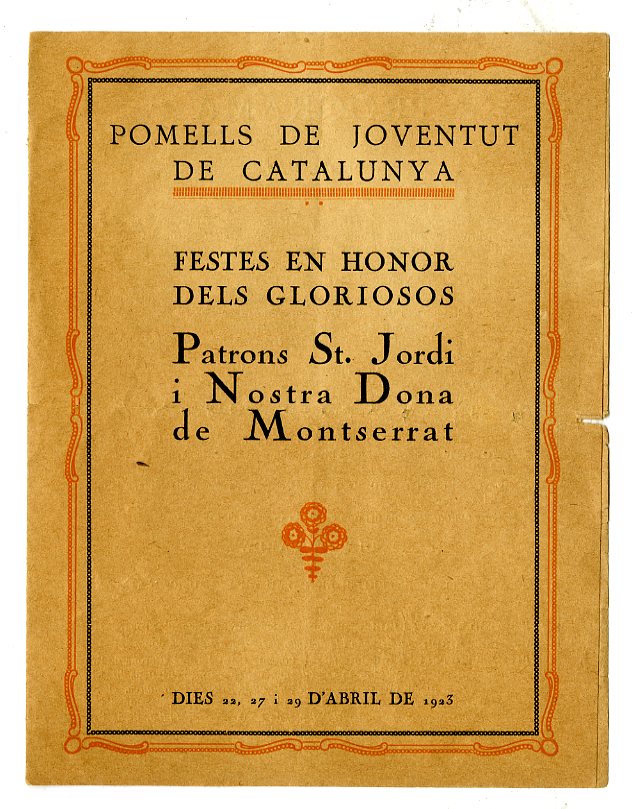 POMELLS DE JOVENTUT
DE CATALUNYA
FESTES EN HONOR
DELS GLORIOSOS
Patrons St. Jordi
i Nostra Dona
de Montserrat
DIES 22, 27 i 29 D'ABRIL DE 1923